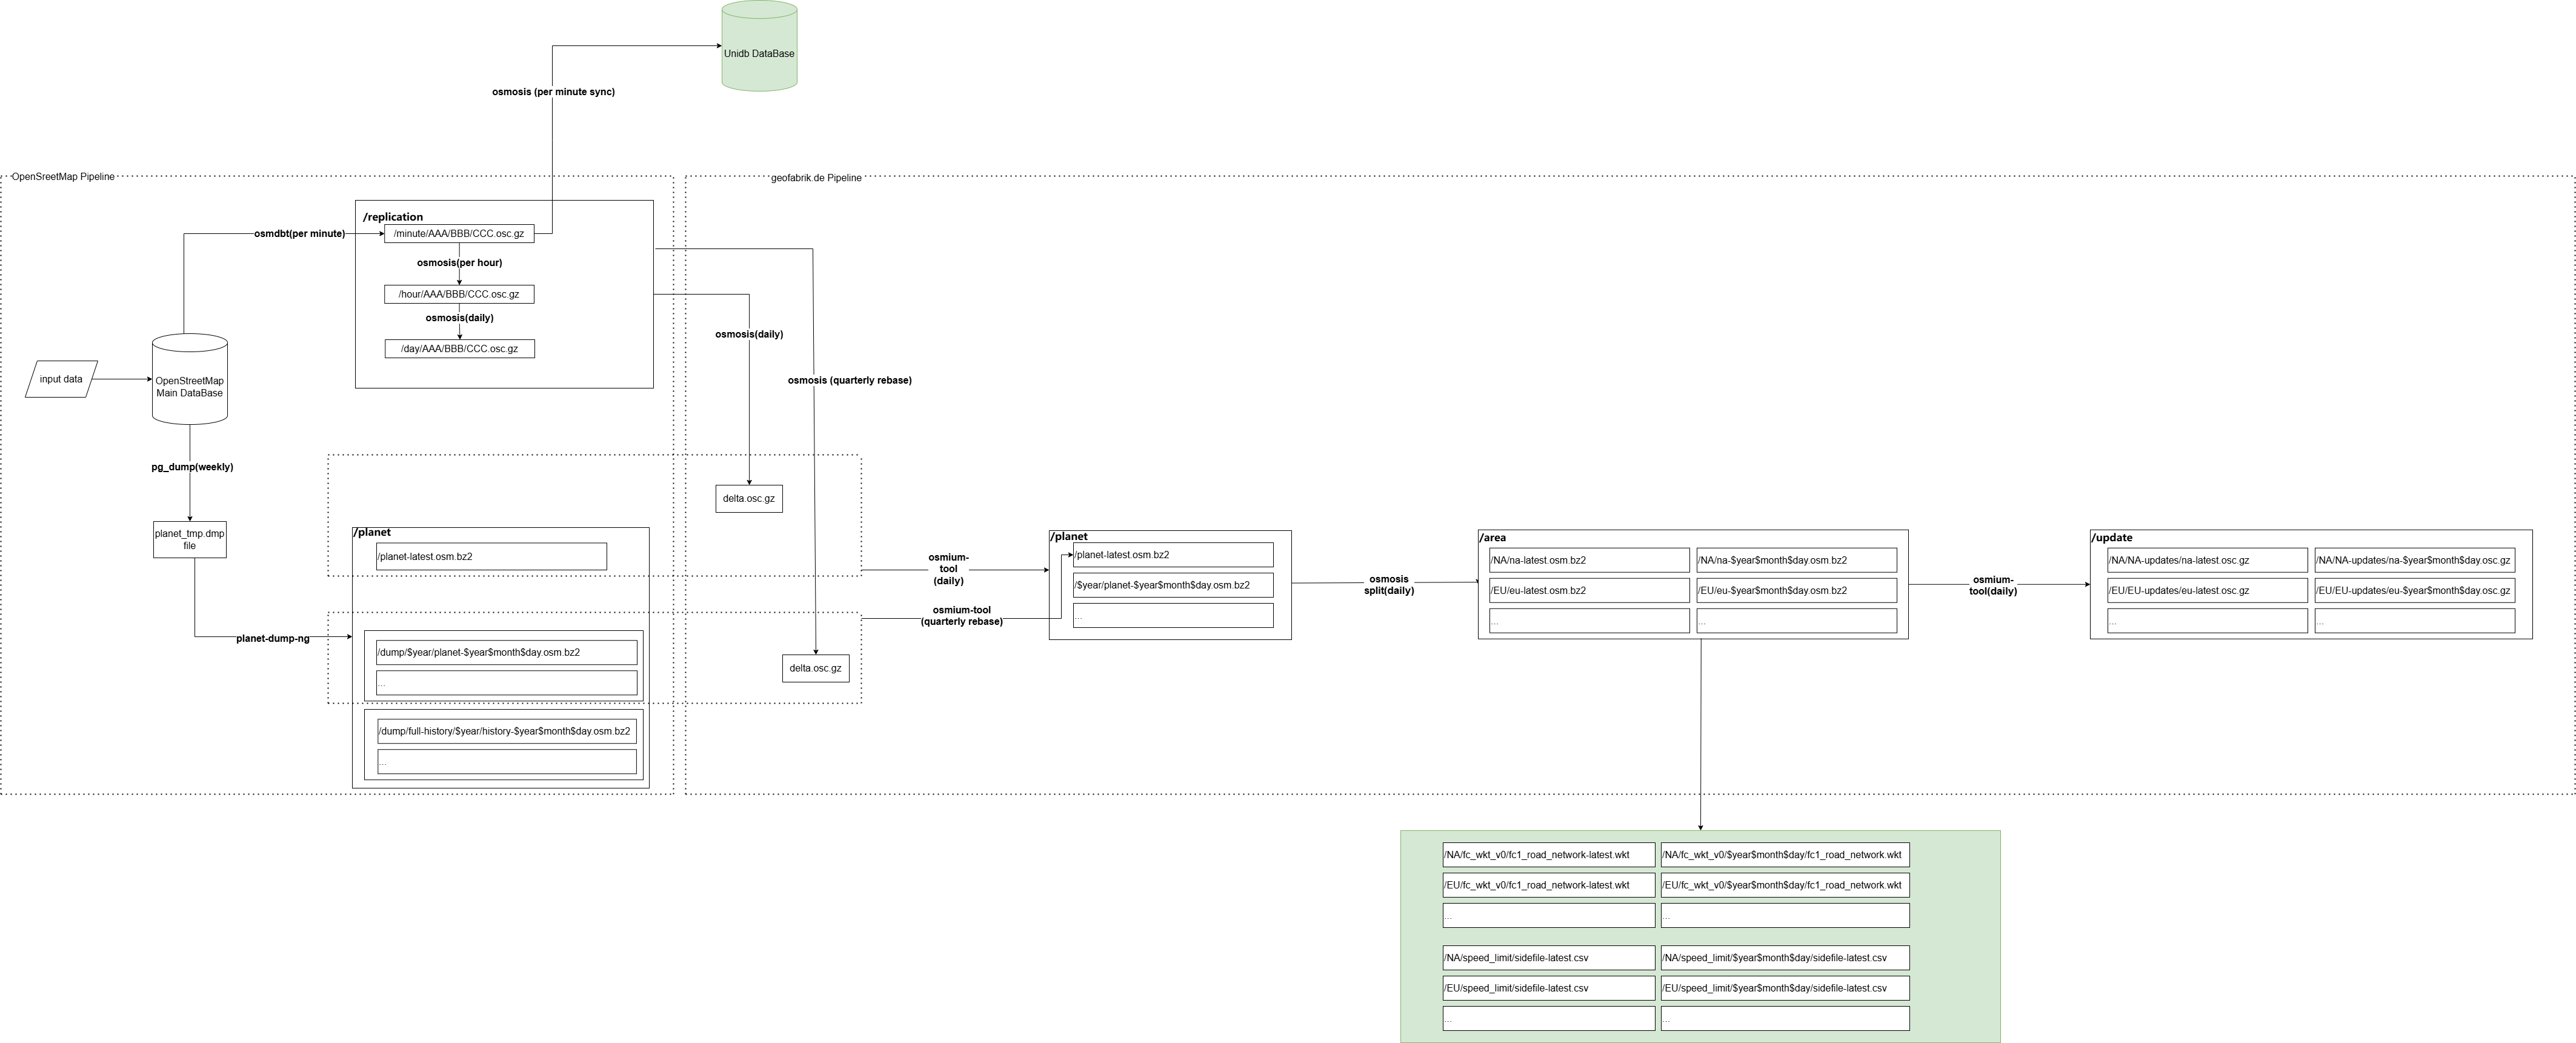 Unidb DataBase
osmosis (per minute sync)
OpenSreetMap Pipeline
geofabrik.de Pipeline
/replication
osmdbt(per minute)
/minute/AAA/BBB/CCC.osc.gz
osmosis(per hour)
/hour/AAA/BBB/CCC.osc.gz
osmosis(daily)
/day/AAA/BBB/CCC.osc.gz
osmosis(daily)
osmosis (quarterly rebase)
input data
OpenStreetMap
Main DataBase
pg_dump(weekly)
planet_tmp.dmp
file
planet-dump-ng
/planet
/planet-latest.osm.bz2
/dump/$year/planet-$year$month$day.osm.bz2
...
/dump/full-history/$year/history-$year$month$day.osm.bz2
...
delta.osc.gz
delta.osc.gz
osmium-
tool
(daily)
osmium-tool
(quarterly rebase)
/planet
/planet-latest.osm.bz2
/$year/planet-$year$month$day.osm.bz2
...
osmosis
split(daily)
/area
/NA/na-latest.osm.bz2
/NA/na-$year$month$day.osm.bz2
/EU/eu-latest.osm.bz2
/EU/eu-$year$month$day.osm.bz2
...
...
osmium-
tool(daily)
/update
/NA/NA-updates/na-latest.osc.gz
/NA/NA-updates/na-$year$month$day.osc.gz
/EU/EU-updates/eu-latest.osc.gz
/EU/EU-updates/eu-$year$month$day.osc.gz
...
...
/NA/fc_wkt_v0/fc1_road_network-latest.wkt
/NA/fc_wkt_v0/$year$month$day/fc1_road_network.wkt
/EU/fc_wkt_v0/fc1_road_network-latest.wkt
/EU/fc_wkt_v0/$year$month$day/fc1_road_network.wkt
...
...
/NA/speed_limit/sidefile-latest.csv
/NA/speed_limit/$year$month$day/sidefile-latest.csv
/EU/speed_limit/sidefile-latest.csv
/EU/speed_limit/$year$month$day/sidefile-latest.csv
...
...